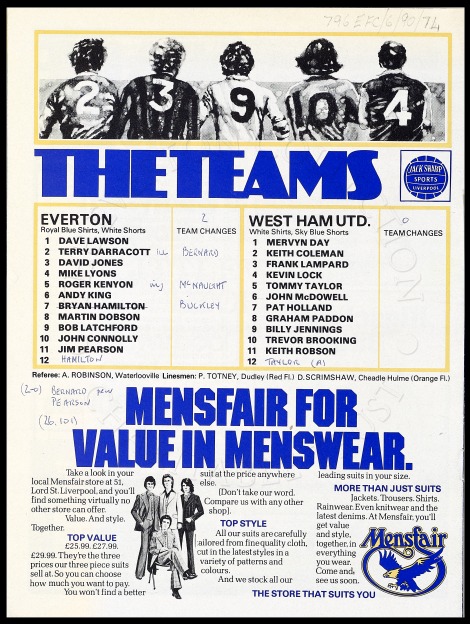 796 EFC/6/90/74
2 3 9 10 4
THE TEAMS
JACK SHARP
SPORTS
LIVERPOOL
EVERTON 2
Royal Blue Shirts, White Shorts TEAM CHANGES
1 DAVE LAWSON
2 TERRY DARRACOTT ill BERNARD
3 DAVID JONES
4 MIKE LYONS
5 ROGER KENYON inj McNAUGHT
6 ANDY KING
7 BRYAN HAMILTON BUCKLEY
8 MARTIN DOBSON
9 BOB LATCHFORD
10 JOHN CONNOLLY
11 JIM PEARSON
12 HAMILTON
WEST HAM UTD. 0
White Shirts, Sky Blue Shorts TEAM CHANGES
1 MERVYN DAY
2 KEITH COLEMAN
3 FRANK LAMPARD
4 KEVIN LOCK
5 TOMMY TAYLOR
6 JOHN McDOWELL
7 PAT HOLLAND
8 GRAHAM PADDON
9 BILLY JENNINGS
10 TREVOR BROOKING
11 KEITH ROBSON
12 TAYLOR (A)
Referee: A. ROBINSON, Waterlooville Linesmen: P. TOTNEY, Dudley (Red Fl.) D. SCRIMSHAW, Cheadle Hulme (Orange Fl.)
(2-0) BERNARD
PEARSON
(26,101)
MENSFAIR FOR
VALUE IN MENSWEAR.
Take a look in your
local Mensfair store at 51,
Lord St. Liverpool, and you'll
find something virtually no
other store can offer.
Value. And style.
Together.
TOP VALUE
£25.99. £27.99.
£29.99. They're the three
prices our three piece suits
sell at. So you can choose
how much you want to pay.
You won't find a better
suit at the price anywhere
else.
(Don't take our word.
Compare us with any other
shop).
TOP STYLE
All our suits are carefully
tailored from fine quality cloth,
cut in the latest styles in a
variety of patterns and
colours.
And we stock all our
leading suits in your size.
MORE THAN JUST SUITS
Jackets. Trousers. Shirts.
Rainwear. Even knitwear and the
latest denims. At Mensfair, you'll
get value
and style,
together, in
everything
you wear.
Come and
see us soon.
Mensfair
THE STORE THAT SUITS YOU